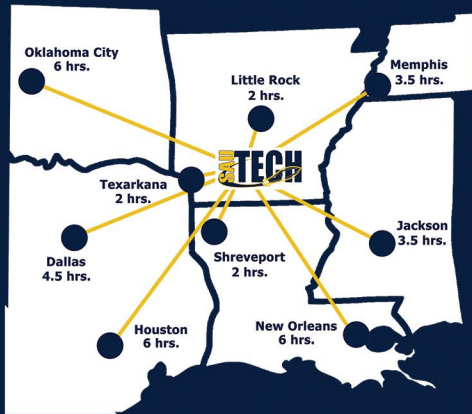 Oklahoma City
6 hrs.
Little Rock
2 hrs.
Memphis
3.5 hrs.
SAU TECH
Texarkana
2 hrs.
Dallas
4.5 hrs.
Shreveport
2 hrs.
Jackson
3.5 hrs.
Houston
6 hrs.
New Orleans
6 hrs.